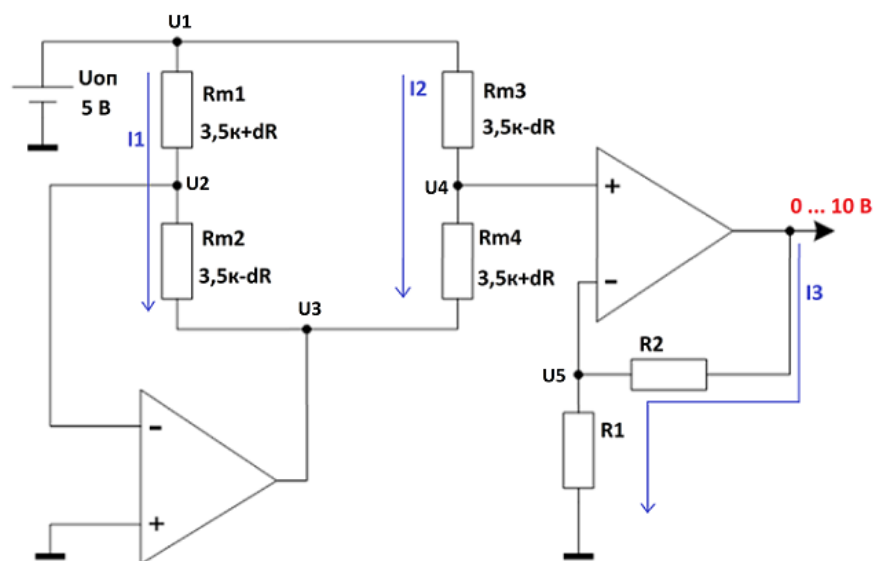 U1
Uоп
5 В
I1
Rm1
3,5к+dR
I2
Rm3
3,5к-dR
U2
U4
+
0 ... 10 В
Rm2
3,5к-dR
Rm4
3,5к+dR
-
I3
U3
R2
U5
R1
-
+